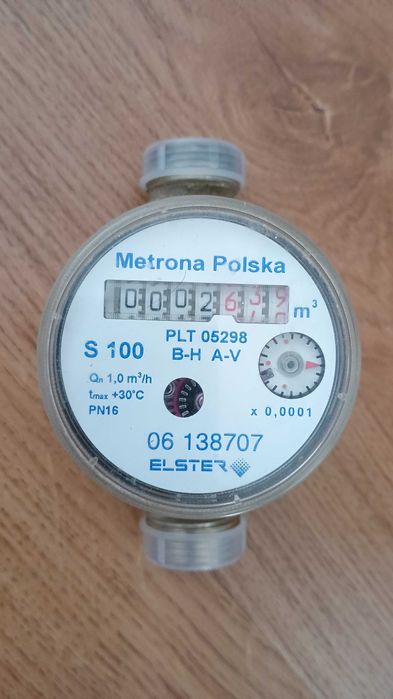 Metrona Polska
0002639 m³
S 100
PLT 05298
B-H A-V
Qn 1,0 m³/h
tmax +30°C
PN16
x 0,0001
06 138707
ELSTER